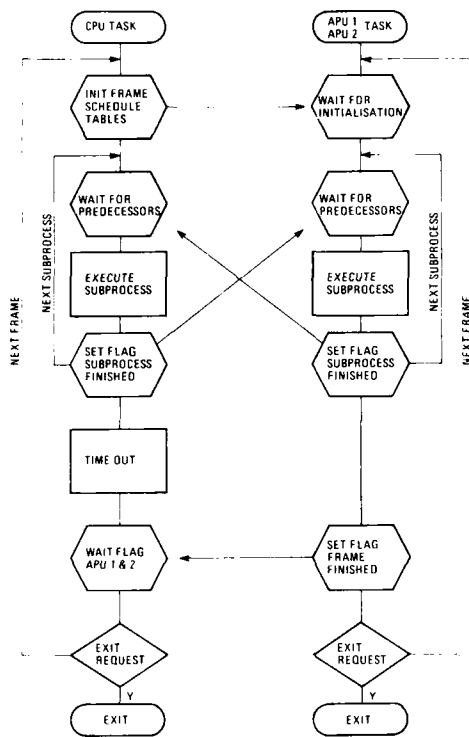 CPU TASK
INIT FRAME
SCHEDULE
TABLES
WAIT FOR
PREDECESSORS
EXECUTE
SUBPROCESS
SET FLAG
SUBPROCESS
FINISHED
TIME OUT
WAIT FLAG
APU 1 & 2
EXIT
REQUEST
Y
EXIT
NEXT SUBPROCESS
NEXT FRAME
APU 1
APU 2
TASK
WAIT FOR
INITIALISATION
WAIT FOR
PREDECESSORS
EXECUTE
SUBPROCESS
SET FLAG
SUBPROCESS
FINISHED
SET FLAG
FRAME
FINISHED
EXIT
REQUEST
Y
EXIT
NEXT SUBPROCESS
NEXT FRAME